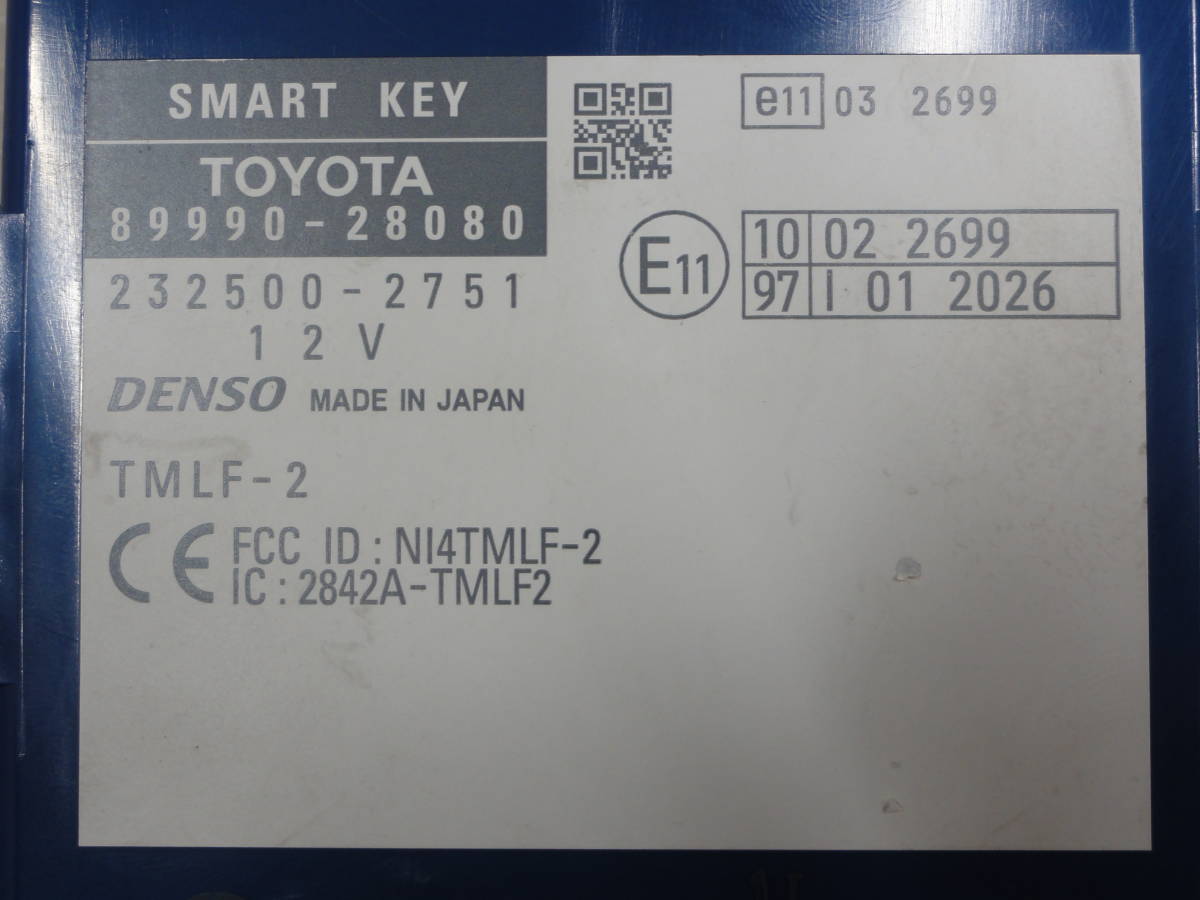 SMART KEY
TOYOTA
89990-28080
232500-2751
12V
DENSO MADE IN JAPAN
TMLF-2
CE FCC ID : NI4TMLF-2
IC : 2842A-TMLF2
e11 03 2699
E11
10 02 2699
97 I 01 2026